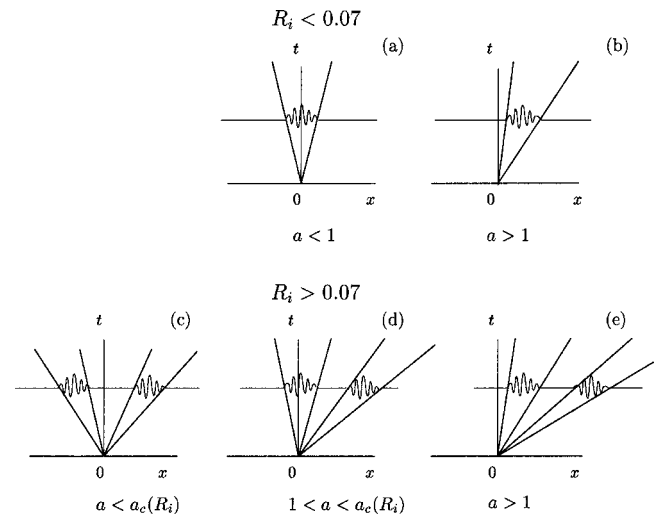 R_i < 0.07
t (a)
0 x
a < 1
t (b)
0 x
a > 1
R_i > 0.07
t (c)
0 x
a < a_c(R_i)
t (d)
0 x
1 < a < a_c(R_i)
t (e)
0 x
a > 1